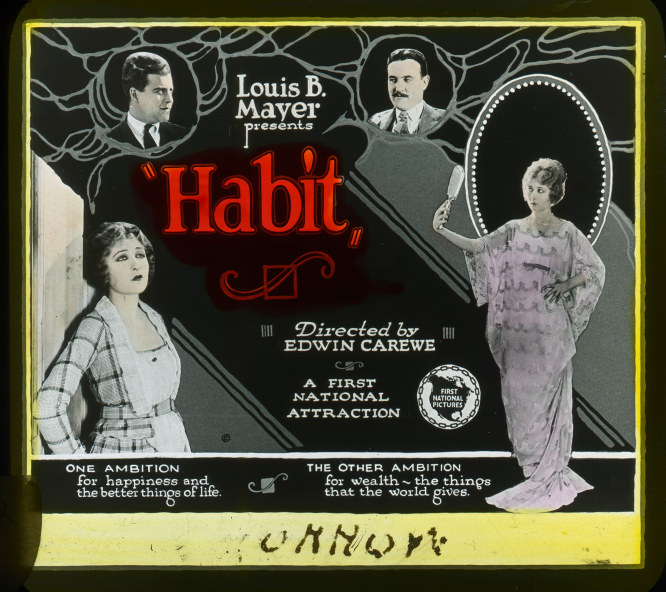 Louis B.
Mayer
presents
"Habit"
Directed by
EDWIN CAREWE
A FIRST
NATIONAL
ATTRACTION
FIRST
NATIONAL
PICTURES
ONE AMBITION
for happiness and
the better things of life.
THE OTHER AMBITION
for wealth ~ the things
that the world gives.